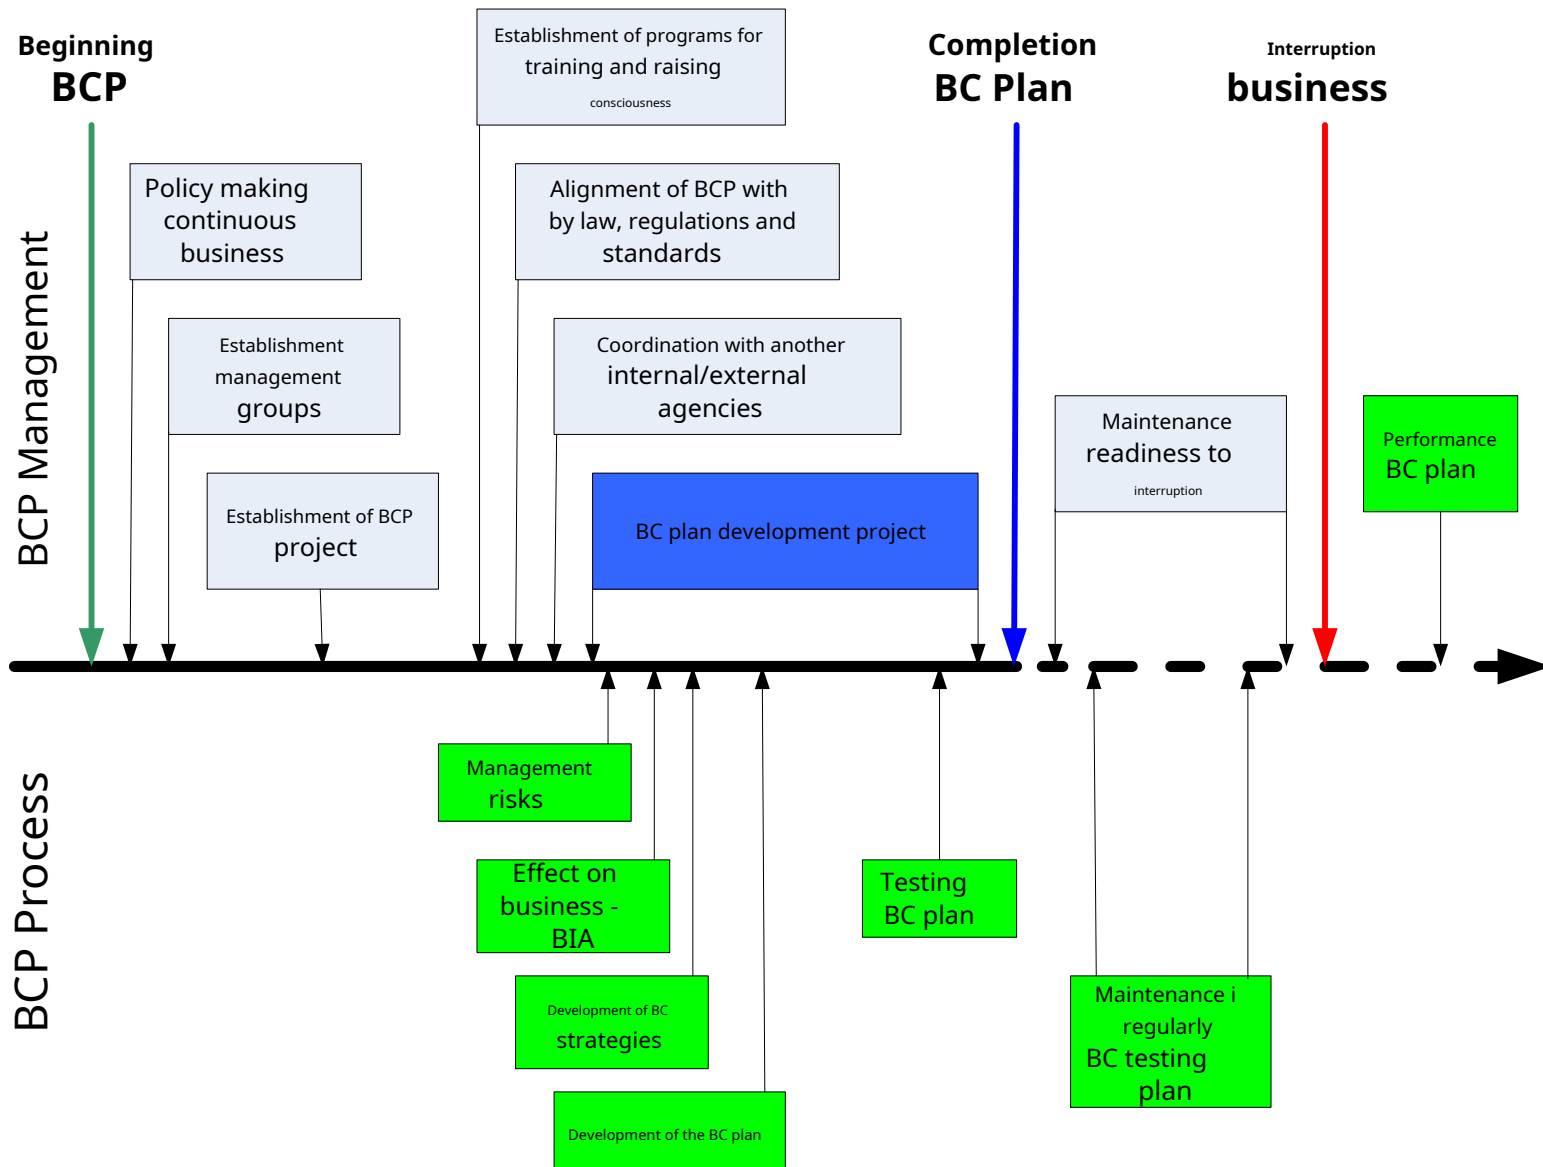 Beginning
BCP
Establishment of programs for
training and raising
consciousness
Completion
BC Plan
Interruption
business
Policy making
continuous
business
Alignment of BCP with
by law, regulations and
standards
BCP Management
Establishment
management
groups
Coordination with another
internal/external
agencies
Maintenance
readiness to
interruption
Performance
BC plan
Establishment of BCP
project
BC plan development project
BCP Process
Management
risks
Effect on
business -
BIA
Testing
BC plan
Development of BC
strategies
Maintenance i
regularly
BC testing
plan
Development of the BC plan